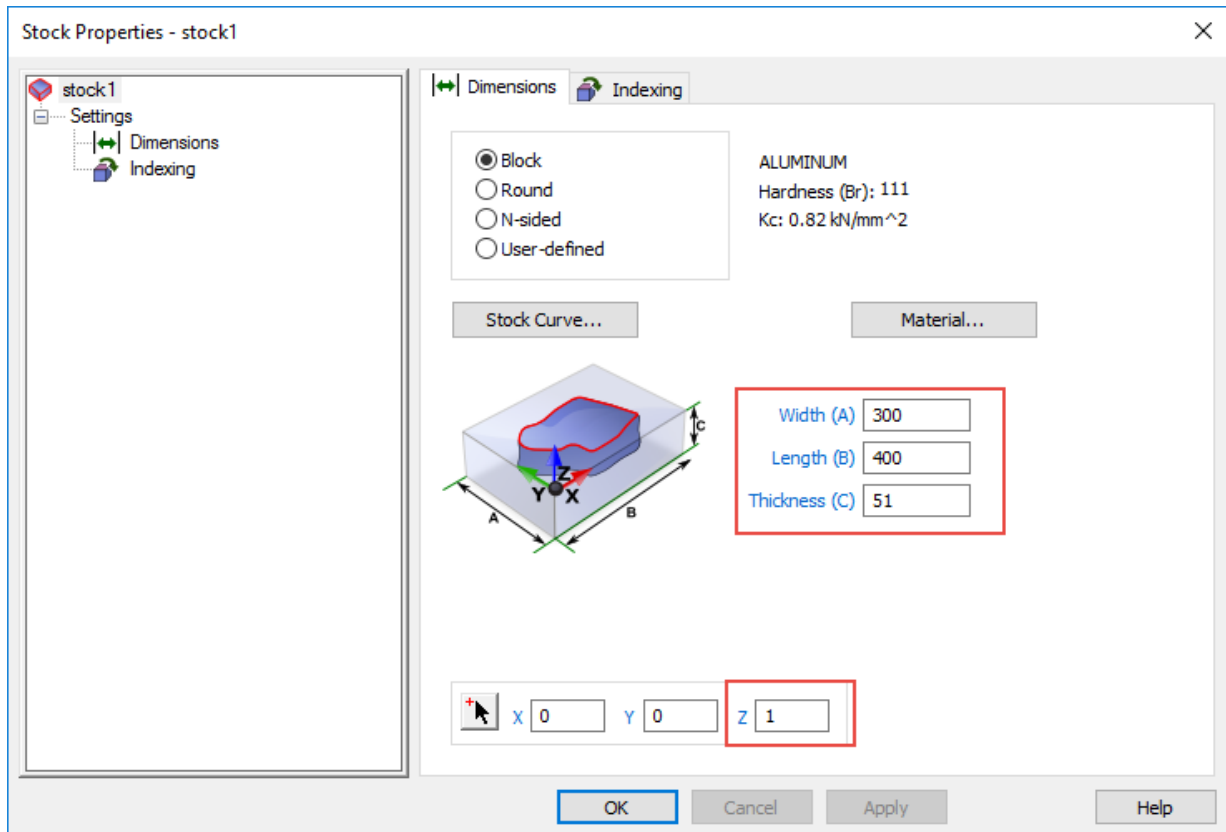 Stock Properties - stock1
stock1
Settings
Dimensions
Indexing
Dimensions
Indexing
Block
Round
N-sided
User-defined
ALUMINUM
Hardness (Br): 111
Kc: 0.82 kN/mm^2
Stock Curve...
Material...
Width (A) 300
Length (B) 400
Thickness (C) 51
C
Z
Y X
A
B
X 0 Y 0 Z 1
OK Cancel Apply Help